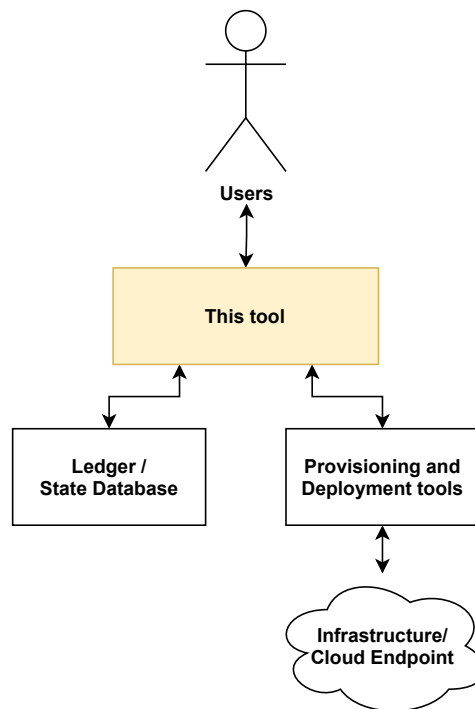 Users
This tool
Ledger /
State Database
Provisioning and
Deployment tools
Infrastructure/
Cloud Endpoint